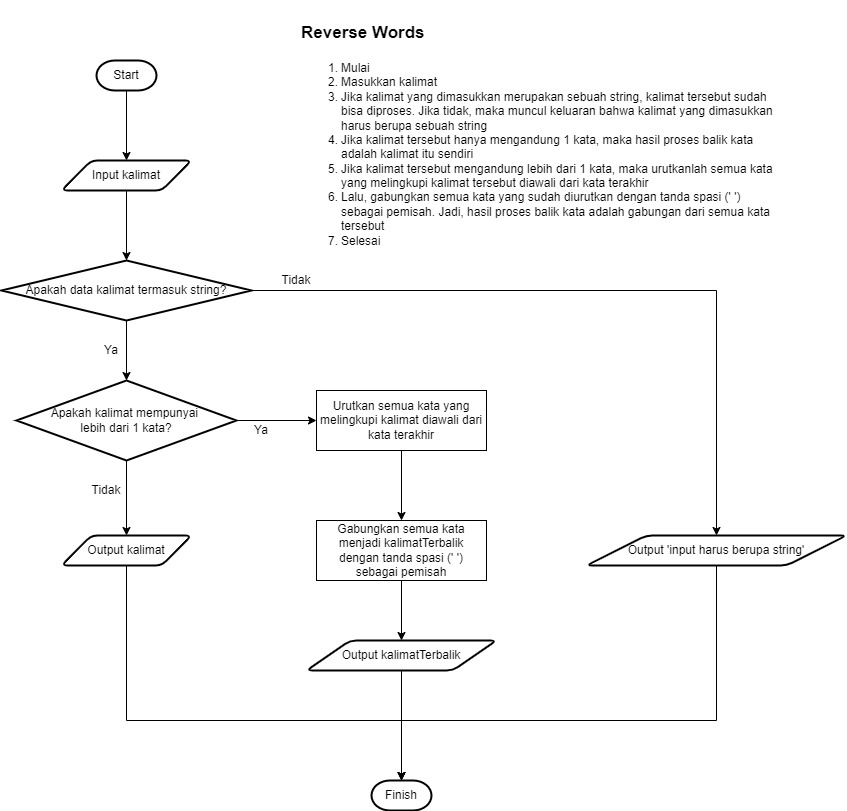 Reverse Words
1. Mulai
2. Masukkan kalimat
3. Jika kalimat yang dimasukkan merupakan sebuah string, kalimat tersebut sudah
bisa diproses. Jika tidak, maka muncul keluaran bahwa kalimat yang dimasukkan
harus berupa sebuah string
4. Jika kalimat tersebut hanya mengandung 1 kata, maka hasil proses balik kata
adalah kalimat itu sendiri
5. Jika kalimat tersebut mengandung lebih dari 1 kata, maka urutkanlah semua kata
yang melingkupi kalimat tersebut diawali dari kata terakhir
6. Lalu, gabungkan semua kata yang sudah diurutkan dengan tanda spasi (' ')
sebagai pemisah. Jadi, hasil proses balik kata adalah gabungan dari semua kata
tersebut
7. Selesai
Start
Input kalimat
Apakah data kalimat termasuk string?
Tidak
Ya
Apakah kalimat mempunyai
lebih dari 1 kata?
Ya
Urutkan semua kata yang
melingkupi kalimat diawali dari
kata terakhir
Tidak
Output kalimat
Gabungkan semua kata
menjadi kalimatTerbalik
dengan tanda spasi (' ')
sebagai pemisah
Output 'input harus berupa string'
Output kalimatTerbalik
Finish